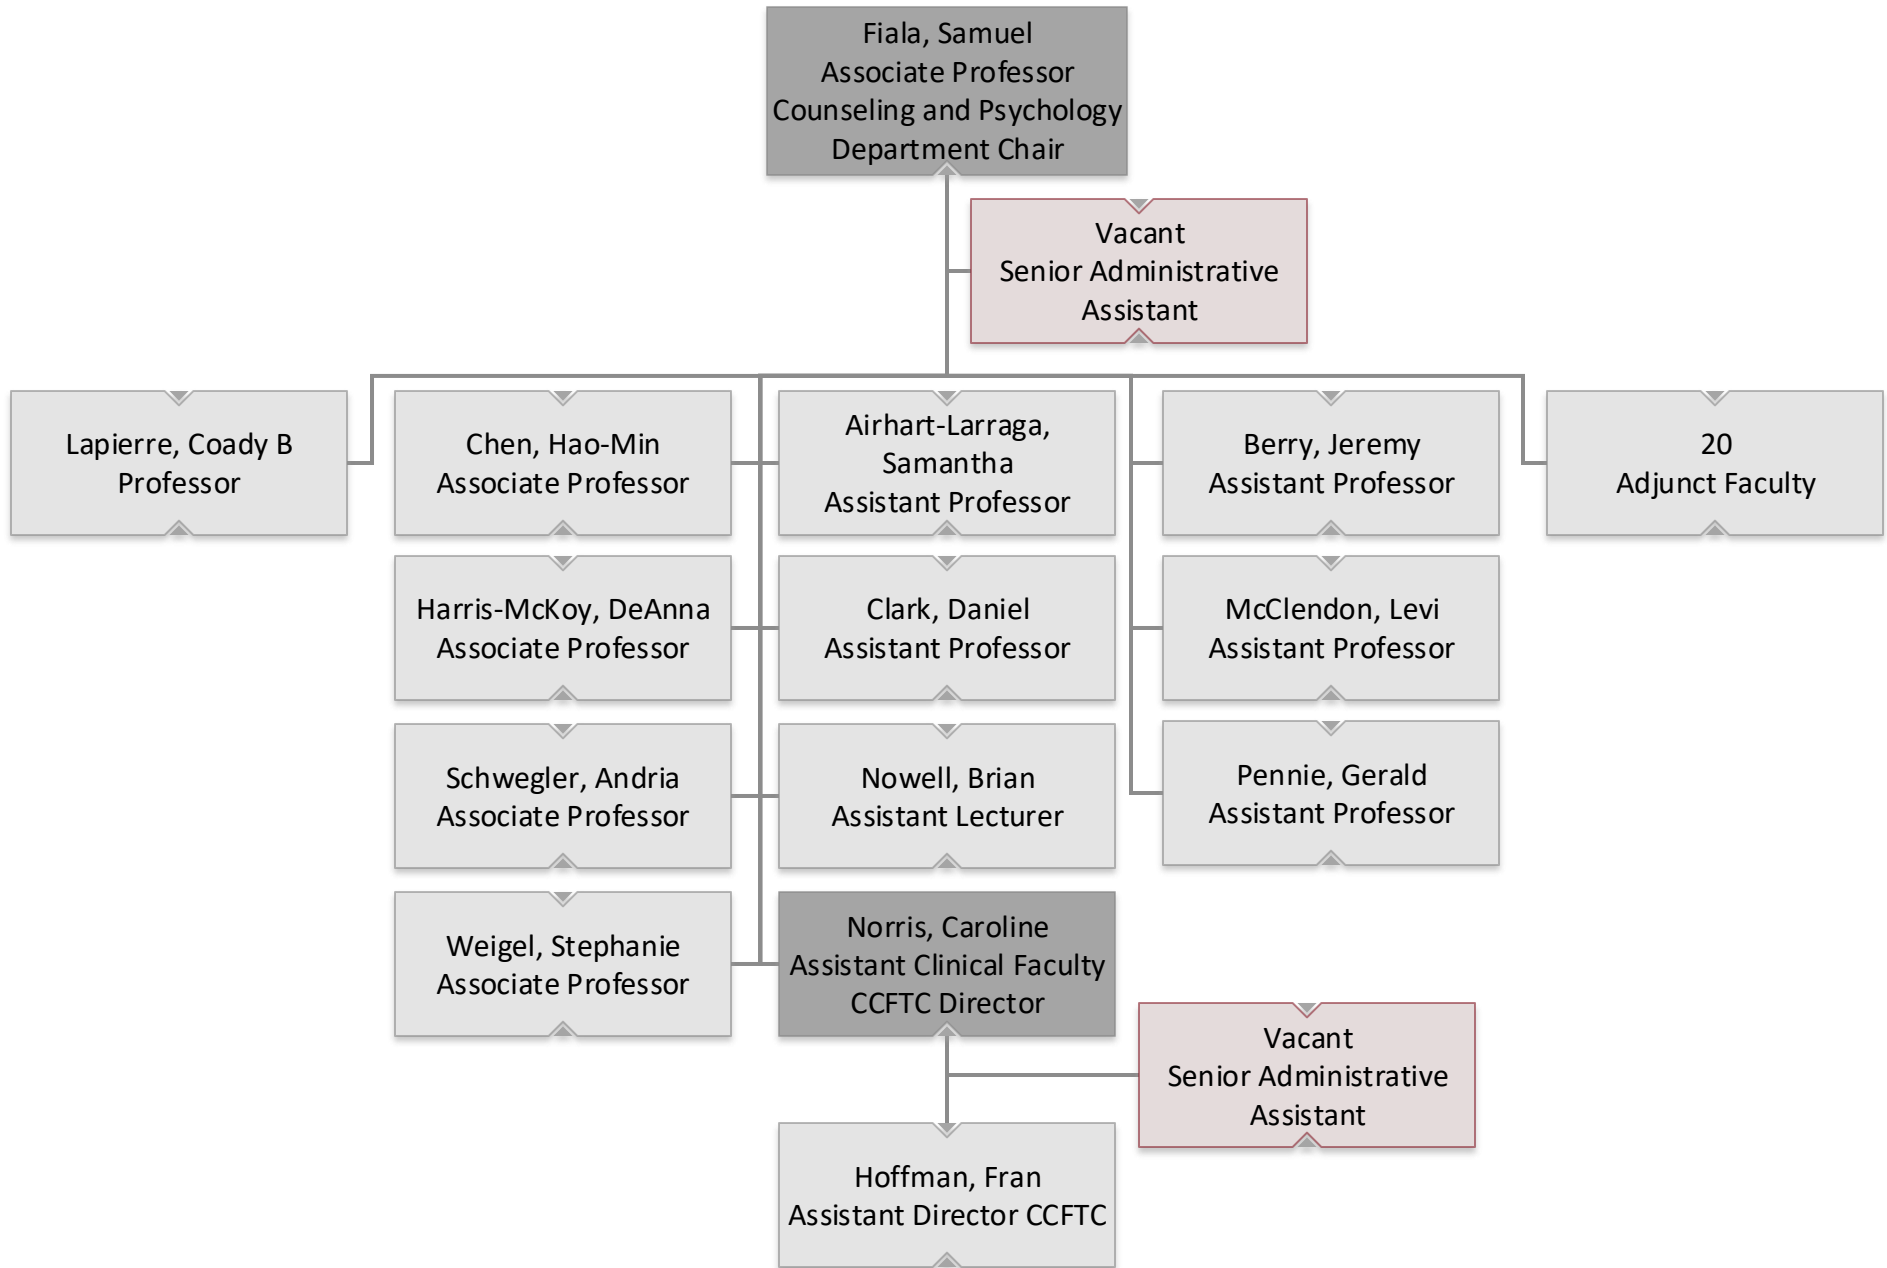 Fiala, Samuel
Associate Professor
Counseling and Psychology
Department Chair
Vacant
Senior Administrative
Assistant
Lapierre, Coady B
Professor
Chen, Hao-Min
Associate Professor
Airhart-Larraga,
Samantha
Assistant Professor
Berry, Jeremy
Assistant Professor
20
Adjunct Faculty
Harris-McKoy, DeAnna
Associate Professor
Clark, Daniel
Assistant Professor
McClendon, Levi
Assistant Professor
Schwegler, Andria
Associate Professor
Nowell, Brian
Assistant Lecturer
Pennie, Gerald
Assistant Professor
Weigel, Stephanie
Associate Professor
Norris, Caroline
Assistant Clinical Faculty
CCFTC Director
Vacant
Senior Administrative
Assistant
Hoffman, Fran
Assistant Director CCFTC